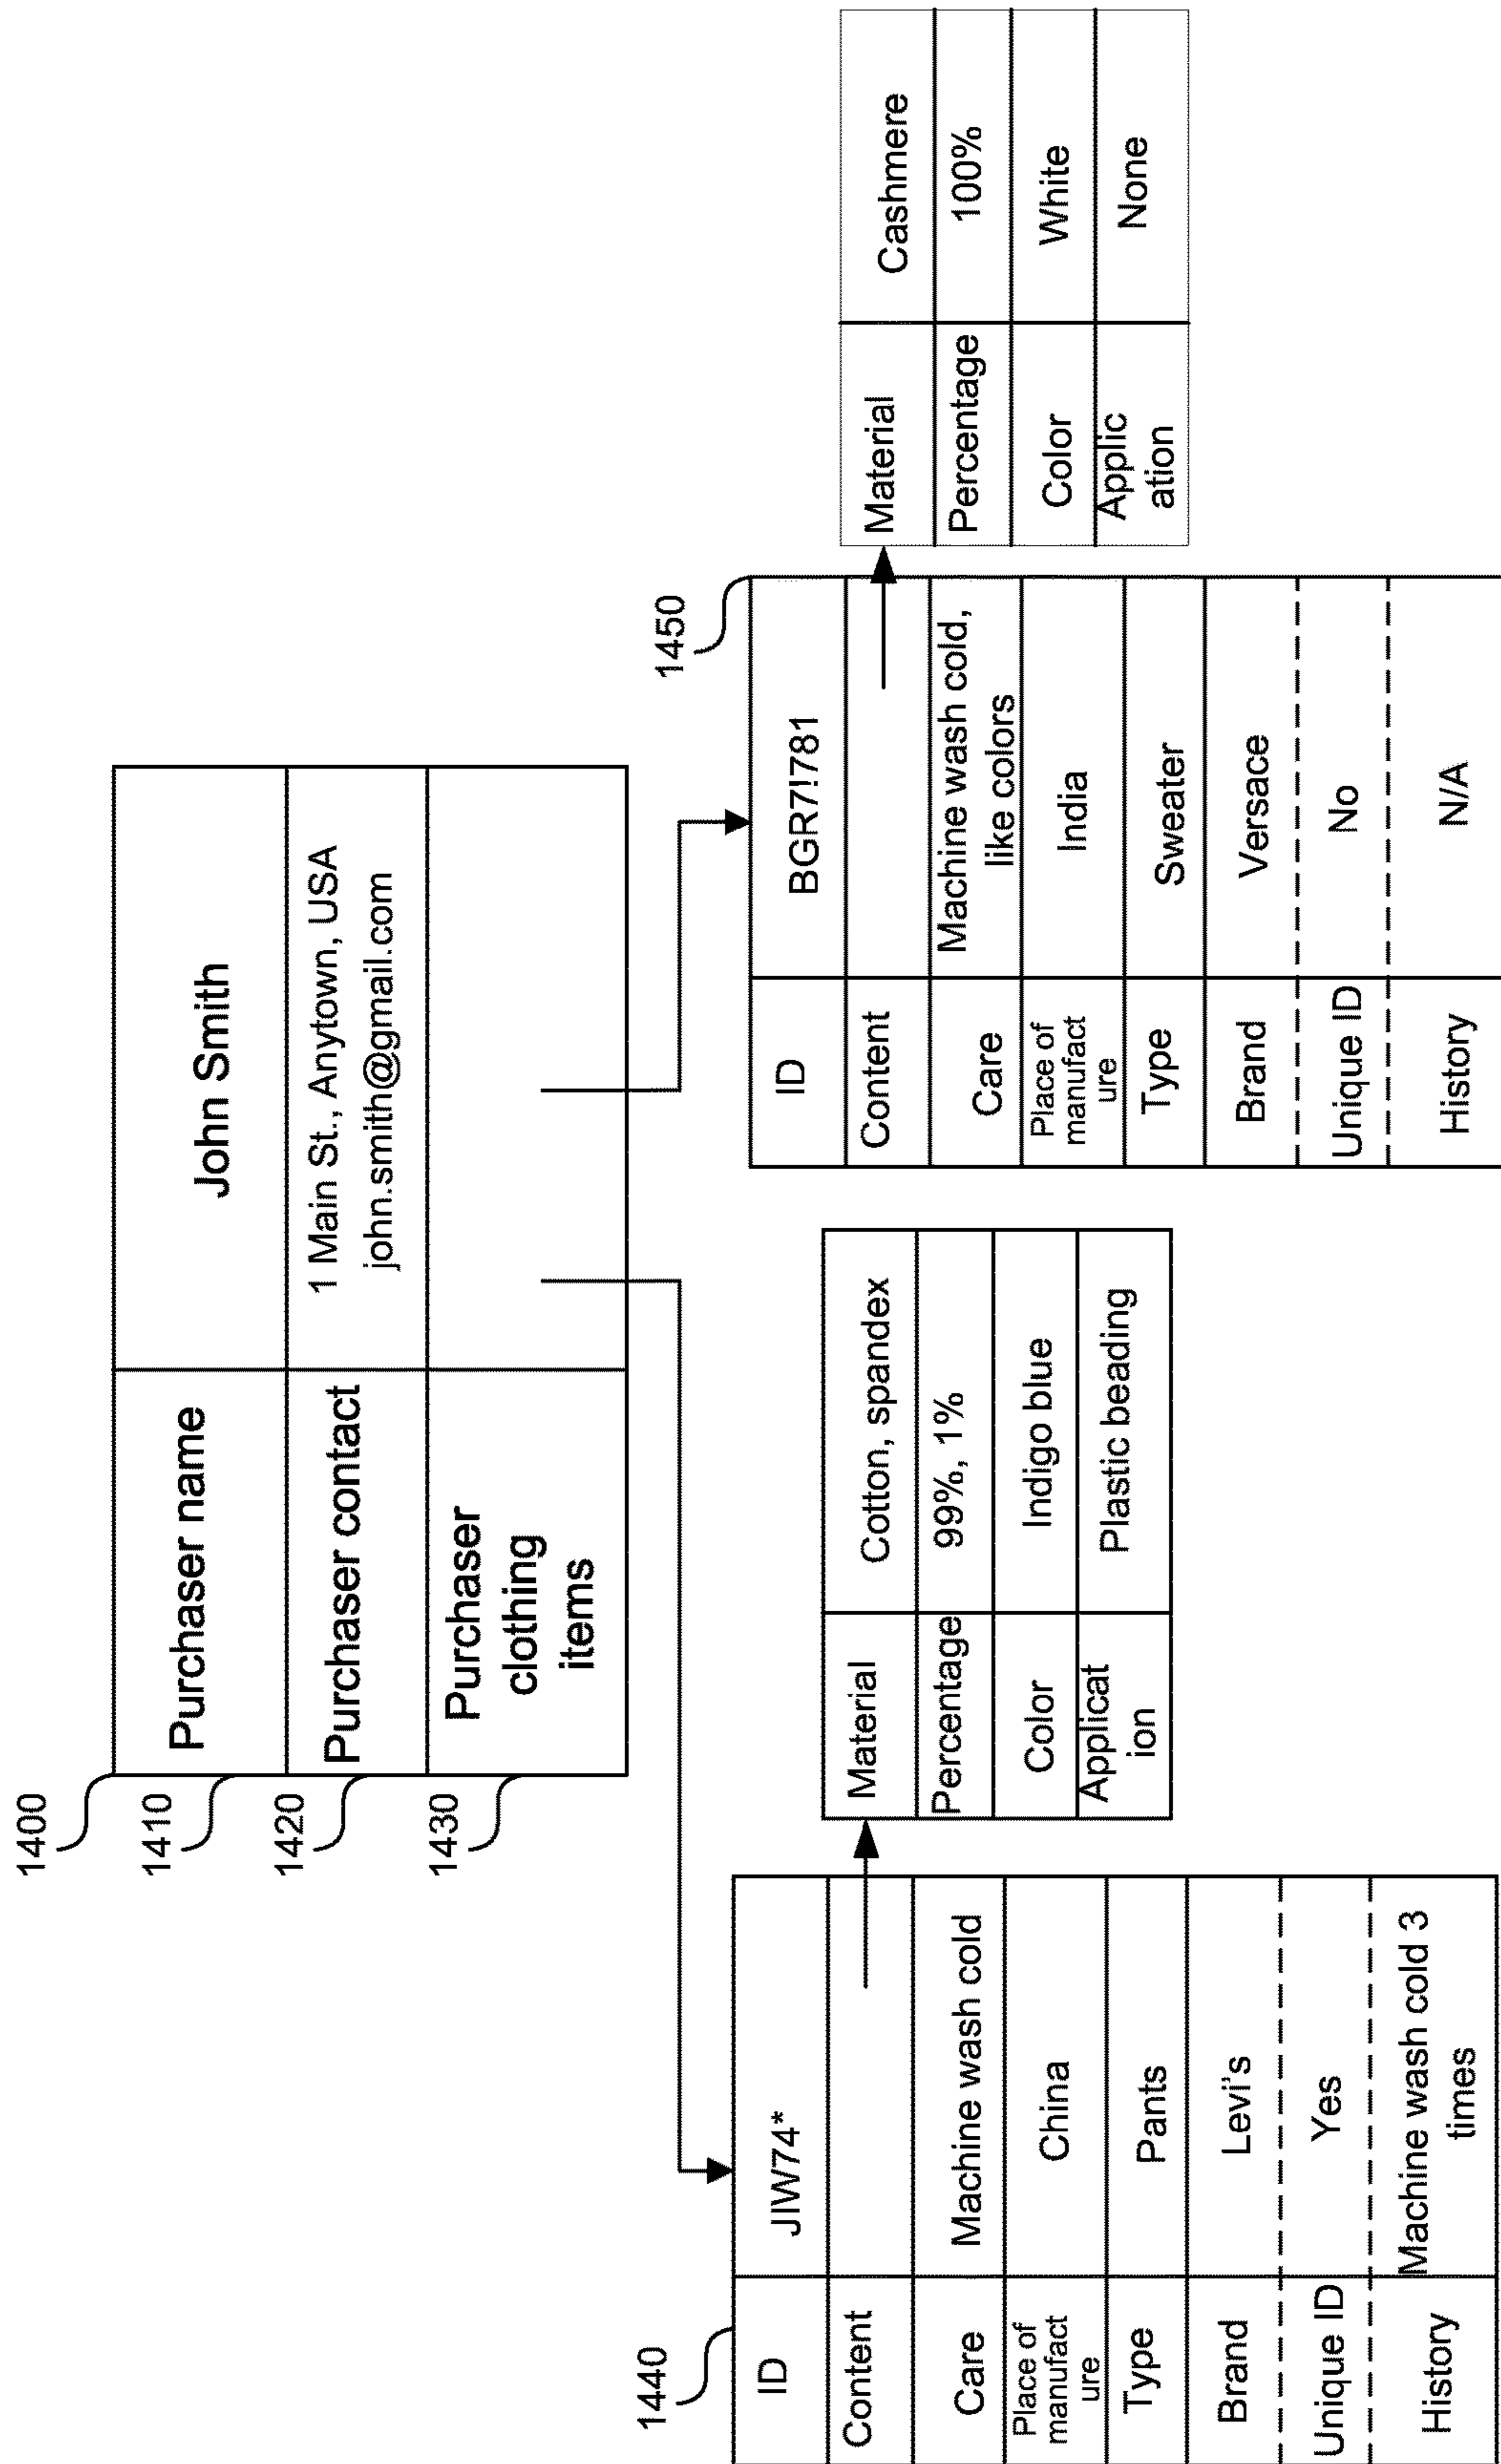 1400
1410
1420
1430
Purchaser name
John Smith
Purchaser contact
1 Main St., Anytown, USA
john.smith@gmail.com
Purchaser
clothing
items
1440
ID
JIW74*
Content
Care
Machine wash cold
Place of
manufact
ure
China
Type
Pants
Brand
Levi's
Unique ID
Yes
History
Machine wash cold 3
times
Material
Cotton, spandex
Percentage
99%, 1%
Color
Indigo blue
Applicat
ion
Plastic beading
1450
ID
BGR7!781
Content
Care
Machine wash cold,
like colors
Place of
manufact
ure
India
Type
Sweater
Brand
Versace
Unique ID
No
History
N/A
Material
Cashmere
Percentage
100%
Color
White
Applic
ation
None